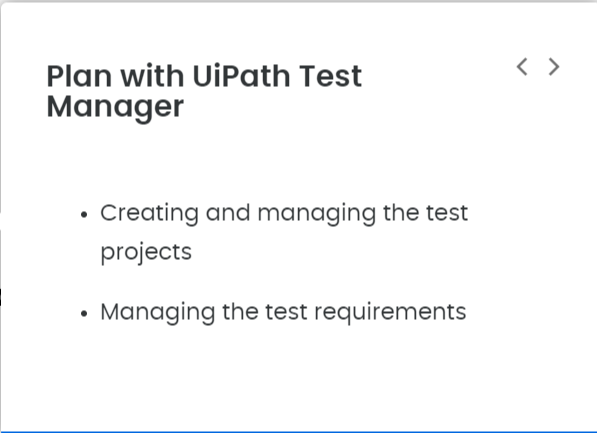 Plan with UiPath Test
Manager
• Creating and managing the test
projects
• Managing the test requirements